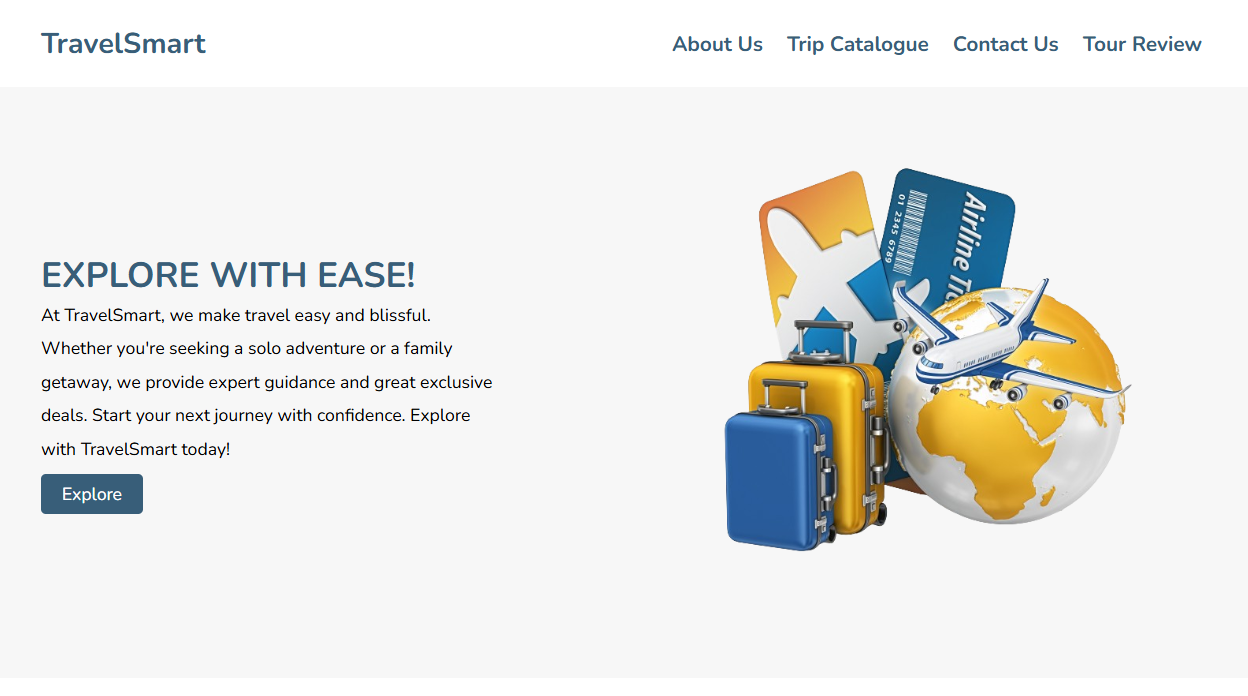 TravelSmart
About Us Trip Catalogue Contact Us Tour Review
EXPLORE WITH EASE!
At TravelSmart, we make travel easy and blissful.
Whether you're seeking a solo adventure or a family
getaway, we provide expert guidance and great exclusive
deals. Start your next journey with confidence. Explore
with TravelSmart today!
Explore
01 2345 6789
Airline